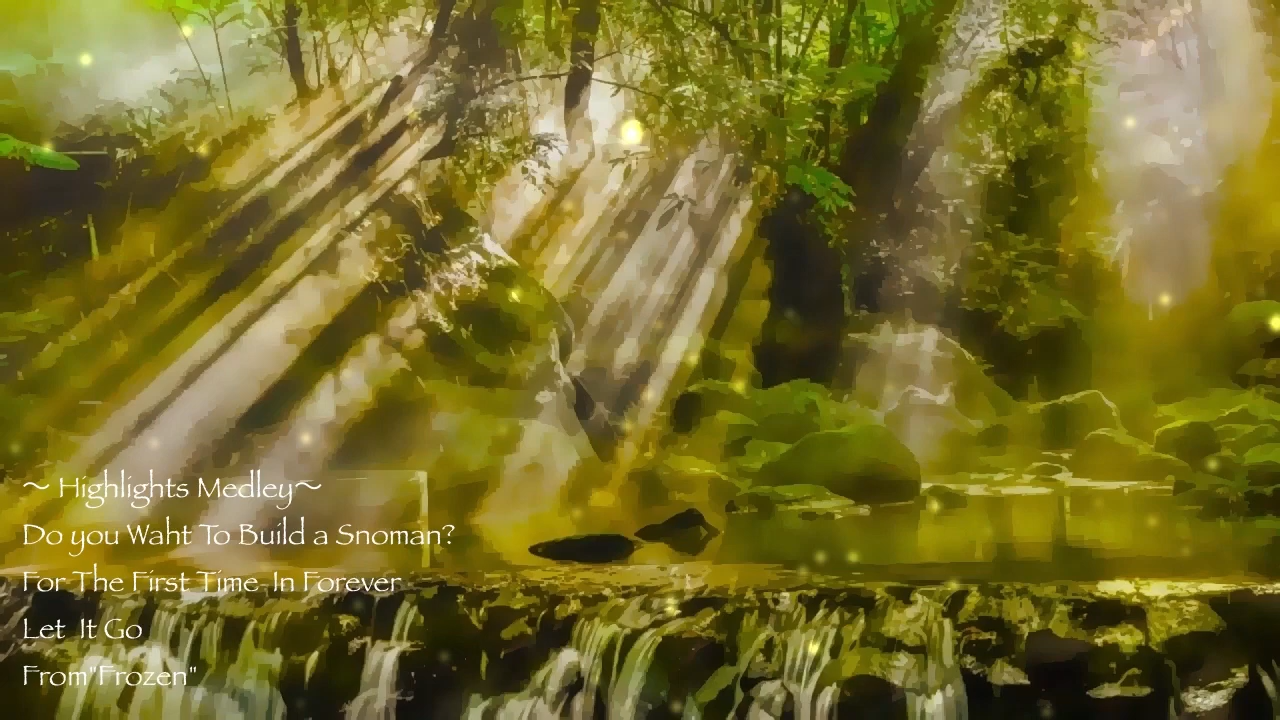 ～ Highlights Medley～
Do you Waht To Build a Snoman?
For The First Time In Forever
Let It Go
From"Frozen"